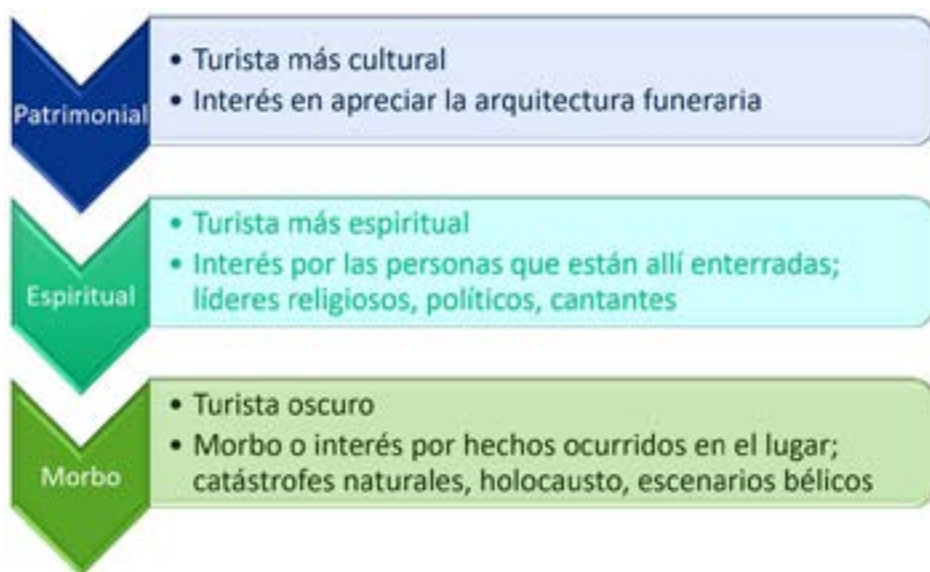 Patrimonial
• Turista más cultural
• Interés en apreciar la arquitectura funeraria
Espiritual
• Turista más espiritual
• Interés por las personas que están allí enterradas;
líderes religiosos, políticos, cantantes
Morbo
• Turista oscuro
• Morbo o interés por hechos ocurridos en el lugar;
catástrofes naturales, holocausto, escenarios bélicos